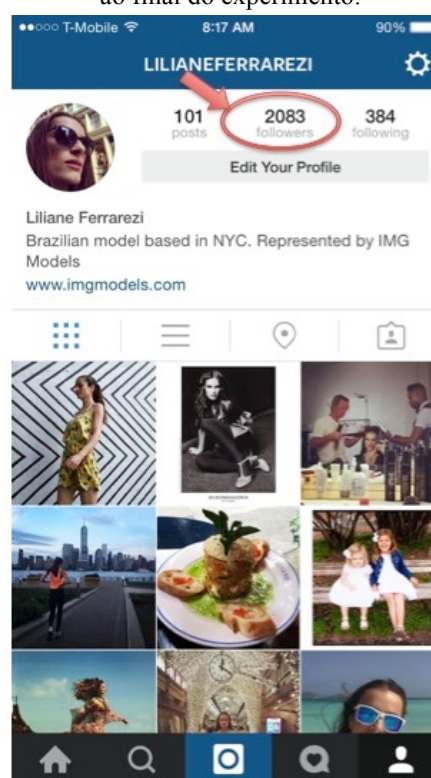 ao final do experimento.
T-Mobile 8:17 AM 90%
LILIANEFERRAREZI
101 2083 384
posts followers following
Edit Your Profile
Liliane Ferrarezi
Brazilian model based in NYC. Represented by IMG
Models
www.imgmodels.com